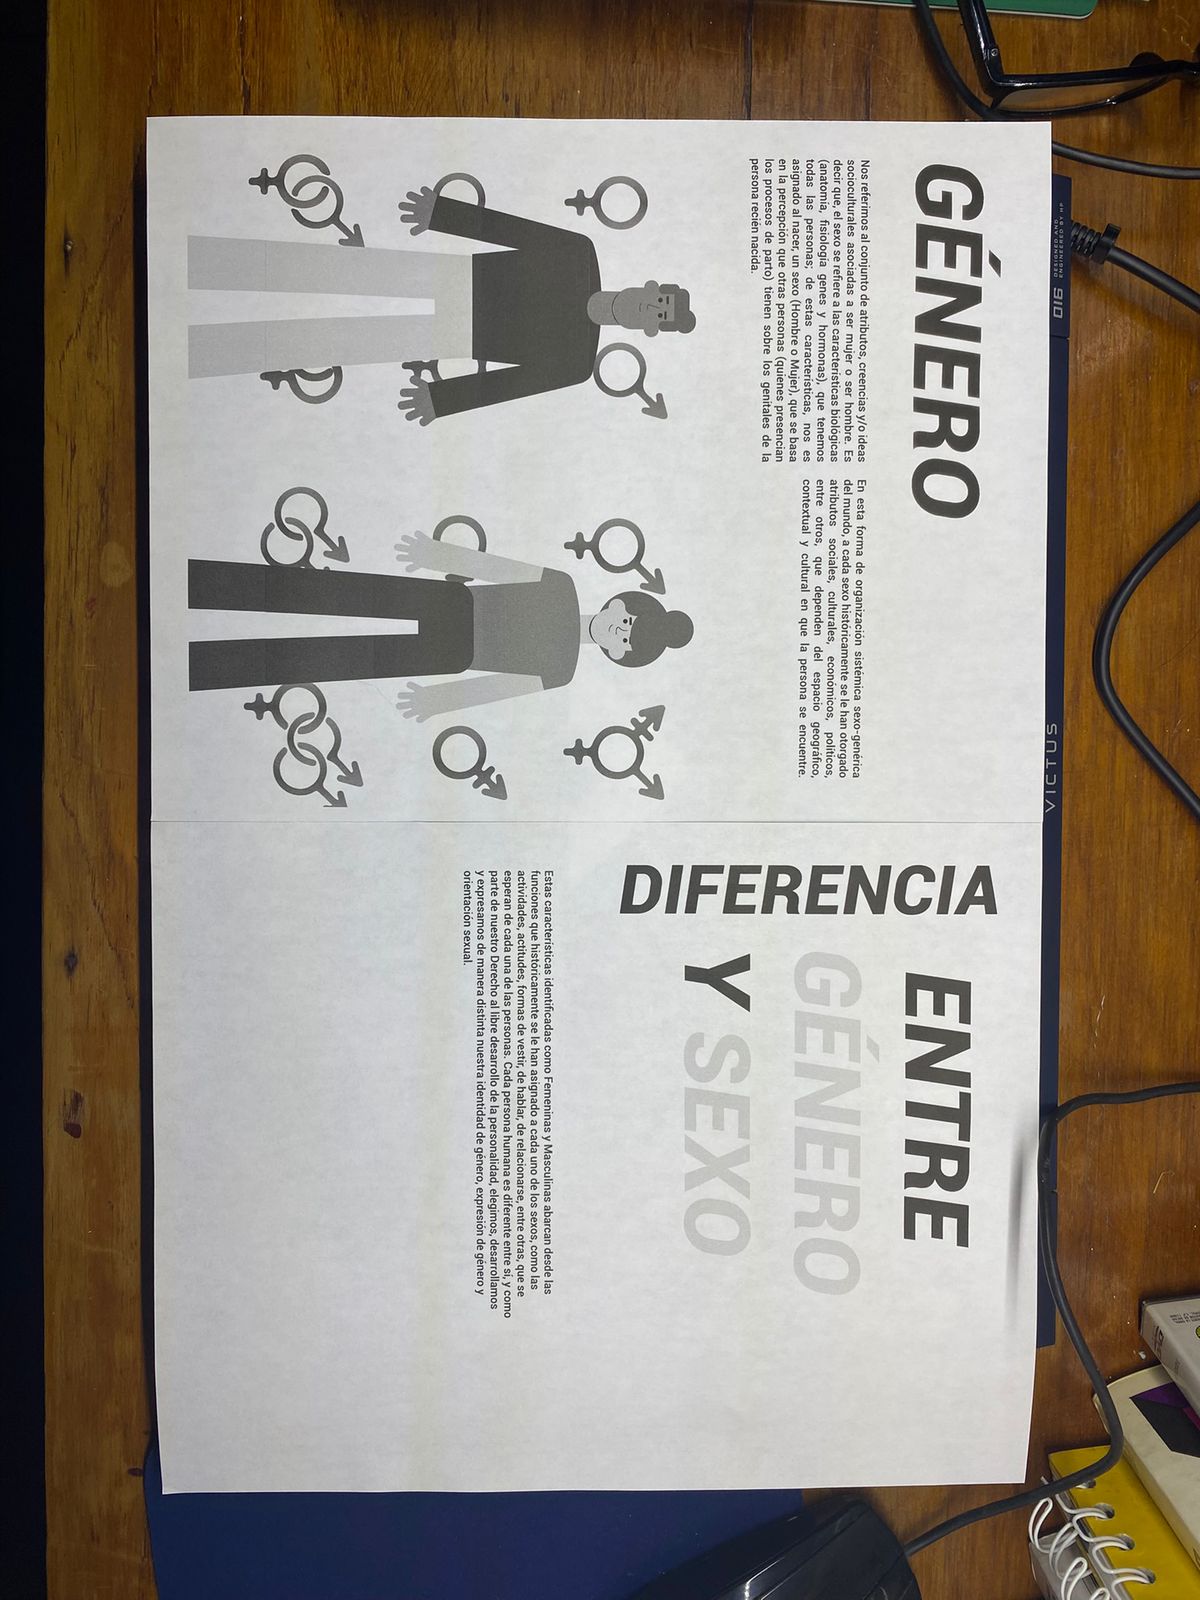 GÉNERO
Nos referimos al conjunto de atributos, creencias y/o ideas
socioculturales asociadas a ser mujer o ser hombre. Es
decir que, el sexo se refiere a las características biológicas
(anatomía, fisiología genes y hormonas), que tenemos
todas las personas; de estas características, nos es
asignado al nacer, un sexo (Hombre o Mujer), que se basa
en la percepción que otras personas (quienes presencian
los procesos de parto) tienen sobre los genitales de la
persona recién nacida.
En esta forma de organización sistémica sexo-genérica
del mundo, a cada sexo históricamente se le han otorgado
atributos sociales, culturales, económicos, políticos,
entre otros, que dependen del espacio geográfico,
contextual y cultural en que la persona se encuentre.
DIFERENCIA
ENTRE
GÉNERO
Y SEXO
Estas características identificadas como Femeninas y Masculinas abarcan desde las
funciones que históricamente se le han asignado a cada uno de los sexos, como las
actividades, actitudes, formas de vestir, de hablar, de relacionarse, entre otras, que se
esperan de cada una de las personas. Cada persona humana es diferente entre sí, y como
parte de nuestro Derecho al libre desarrollo de la personalidad, elegimos, desarrollamos
y expresamos de manera distinta nuestra identidad de género, expresión de género y
orientación sexual.
VICTUS
910
DESIGNED AND
ENGINEERED BY HP